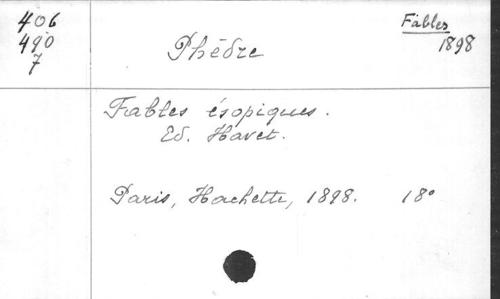 406
490
7
Fables
1898
Phèdre
Fables ésopiques.
Ed. Havet.
Paris, Hachette, 1898. 18°